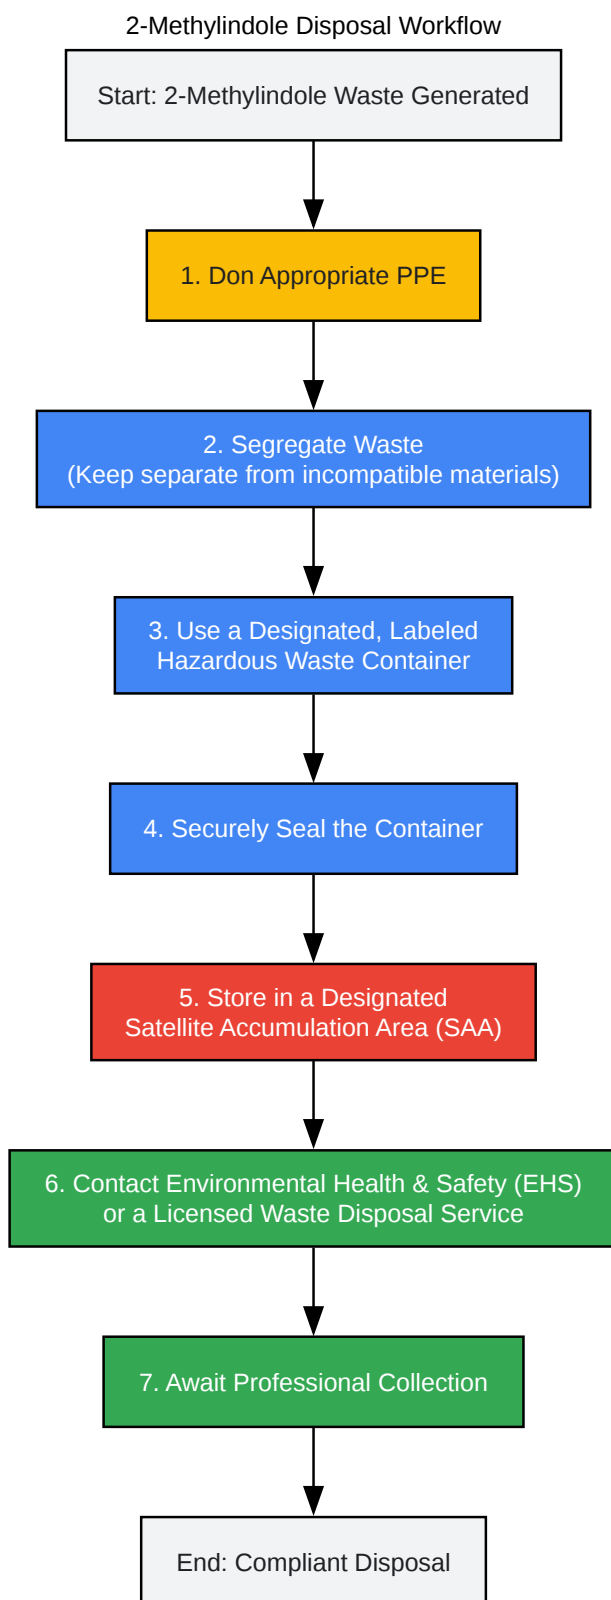 2-Methylindole Disposal Workflow
Start: 2-Methylindole Waste Generated
1. Don Appropriate PPE
2. Segregate Waste
(Keep separate from incompatible materials)
3. Use a Designated, Labeled
Hazardous Waste Container
4. Securely Seal the Container
5. Store in a Designated
Satellite Accumulation Area (SAA)
6. Contact Environmental Health & Safety (EHS)
or a Licensed Waste Disposal Service
7. Await Professional Collection
End: Compliant Disposal